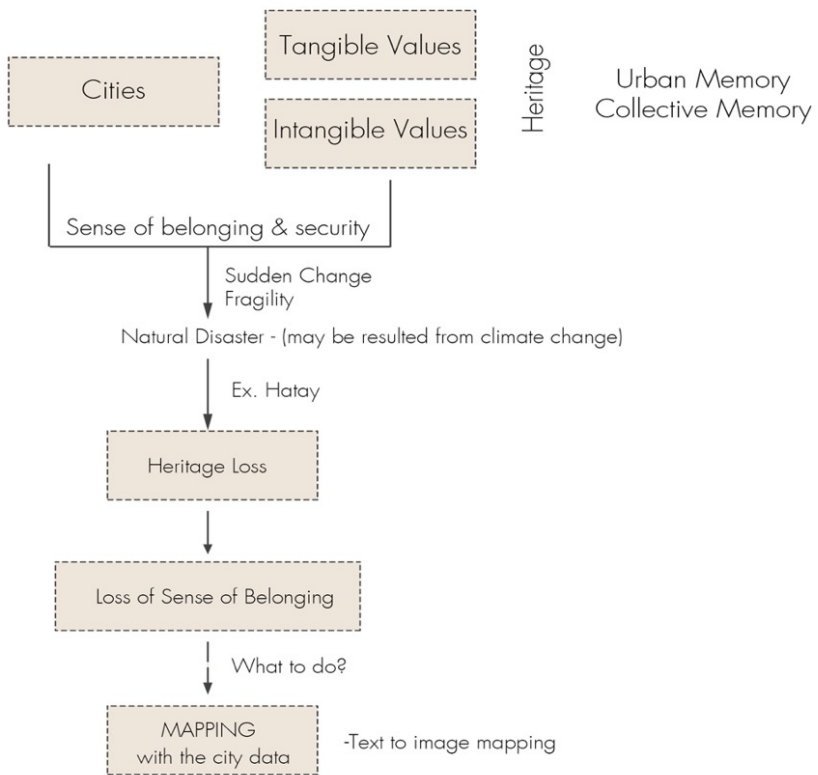 Cities
Tangible Values
Intangible Values
Heritage
Urban Memory
Collective Memory
Sense of belonging & security
Sudden Change
Fragility
Natural Disaster - (may be resulted from climate change)
Ex. Hatay
Heritage Loss
Loss of Sense of Belonging
What to do?
MAPPING
with the city data
-Text to image mapping